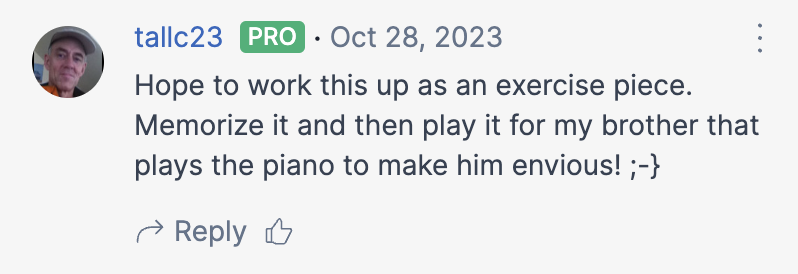 tallc23 PRO · Oct 28, 2023
Hope to work this up as an exercise piece.
Memorize it and then play it for my brother that
plays the piano to make him envious! ;-}
Reply